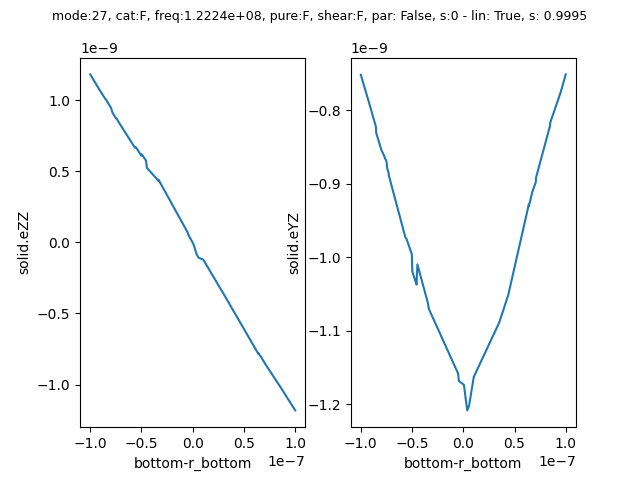 mode:27, cat:F, freq:1.2224e+08, pure:F, shear:F, par: False, s:0 - lin: True, s: 0.9995
1e−9
1.0
0.5
0.0
−0.5
−1.0
solid.eZZ
−1.0 −0.5 0.0 0.5 1.0
bottom-r_bottom 1e−7
1e−9
−0.8
−0.9
−1.0
−1.1
−1.2
solid.eYZ
−1.0 −0.5 0.0 0.5 1.0
bottom-r_bottom 1e−7